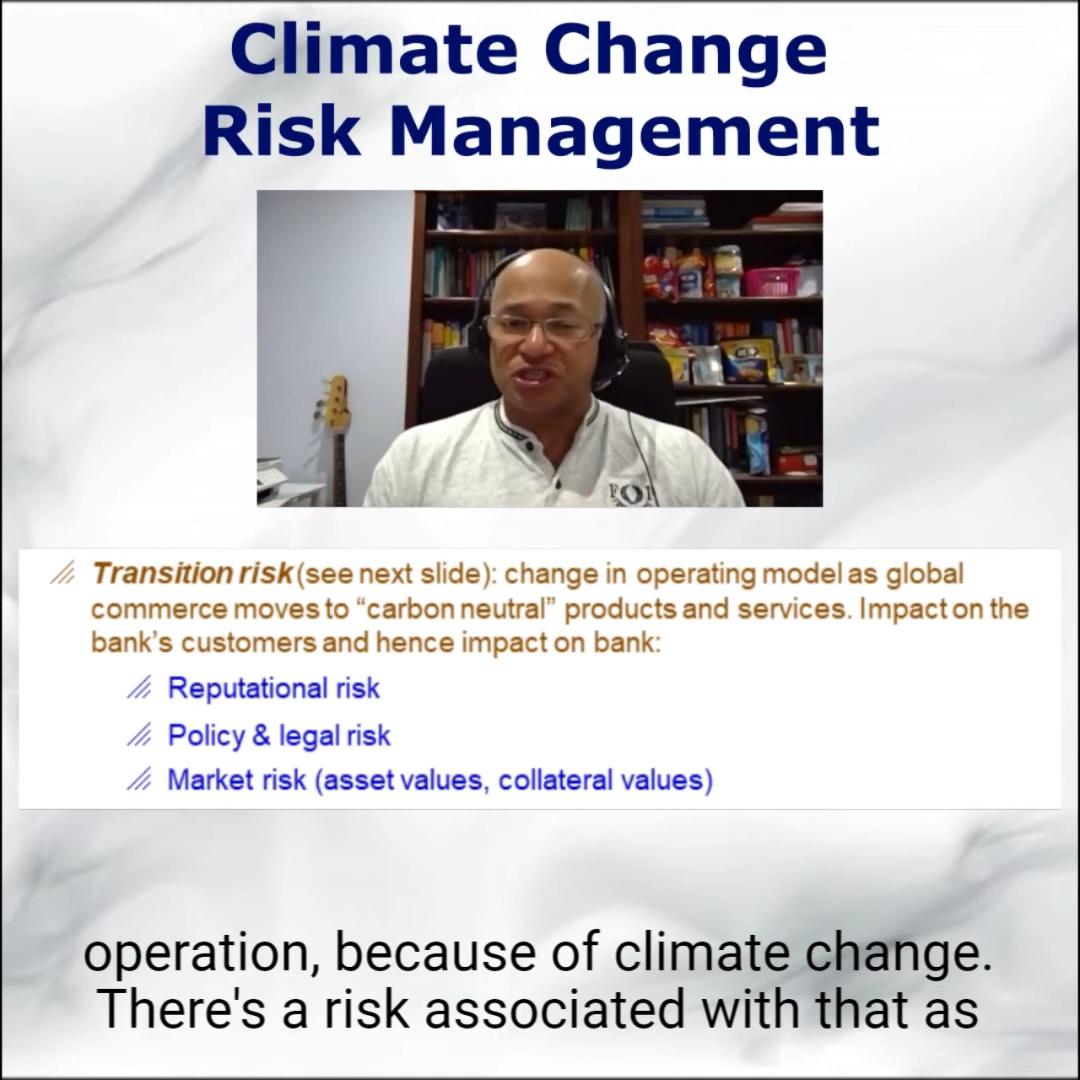 Climate Change
Risk Management
Transition risk (see next slide): change in operating model as global
commerce moves to “carbon neutral” products and services. Impact on the
bank’s customers and hence impact on bank:
Reputational risk
Policy & legal risk
Market risk (asset values, collateral values)
operation, because of climate change.
There's a risk associated with that as